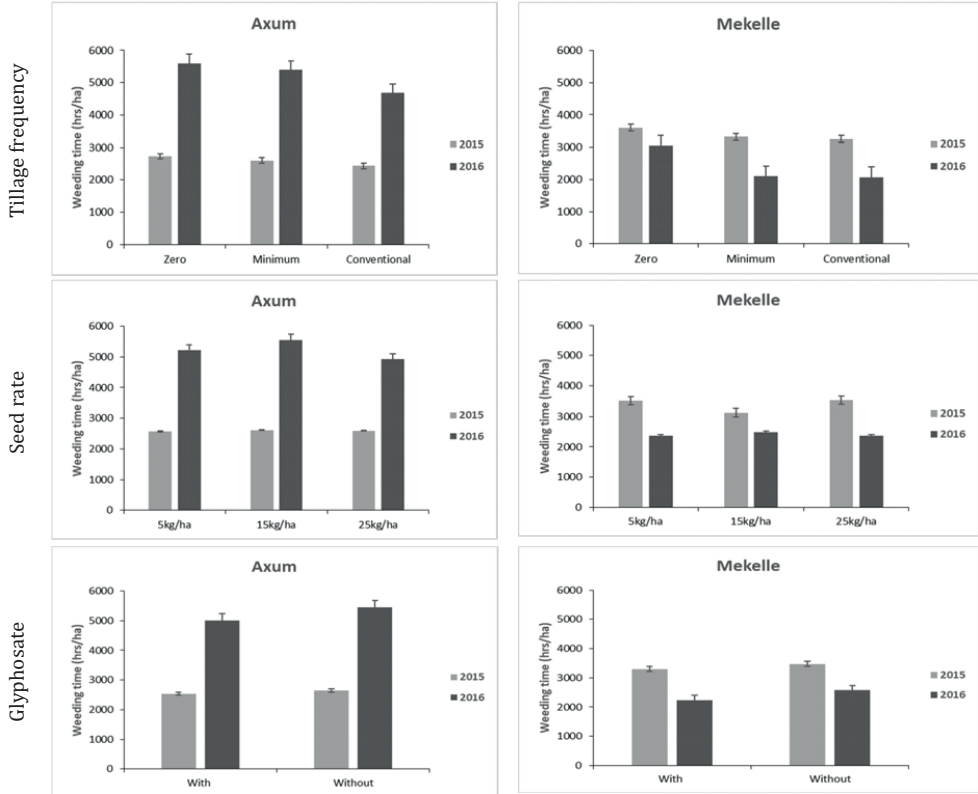 Tillage frequency
Axum
Weeding time (hrs/ha)
6000
5000
4000
3000
2000
1000
0
Zero Minimum Conventional
2015
2016
Mekelle
Weeding time (hrs/ha)
6000
5000
4000
3000
2000
1000
0
Zero Minimum Conventional
2015
2016
Seed rate
Axum
Weeding time (hrs/ha)
6000
5000
4000
3000
2000
1000
0
5kg/ha 15kg/ha 25kg/ha
2015
2016
Mekelle
Weeding time (hrs/ha)
6000
5000
4000
3000
2000
1000
0
5kg/ha 15kg/ha 25kg/ha
2015
2016
Glyphosate
Axum
Weeding time (hrs/ha)
6000
5000
4000
3000
2000
1000
0
With Without
2015
2016
Mekelle
Weeding time (hrs/ha)
6000
5000
4000
3000
2000
1000
0
With Without
2015
2016